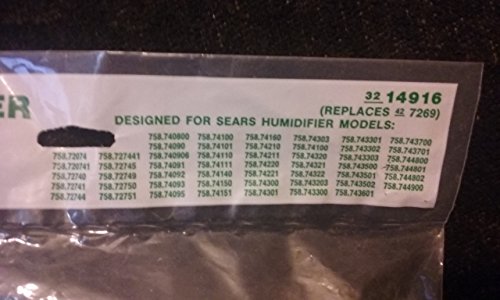 ER
32 14916
(REPLACES 42 7269)
DESIGNED FOR SEARS HUMIDIFIER MODELS:
758.740800 758.74100 758.74160 758.74303 758.743301 758.743700
758.74090 758.74101 758.74210 758.74100 758.743302 758.743701
758.72074 758.727441 758.740906 758.74110 758.74211 758.74320 758.743303 758.744800
758.720741 758.72745 758.74091 758.74111 758.74220 758.74321 758.743500 758.744801
758.72740 758.72749 758.74092 758.74140 758.74221 758.74322 758.743501 758.744802
758.72741 758.72750 758.74093 758.74150 758.74300 758.743203 758.743600 758.744900
758.72744 758.72751 758.74095 758.74151 758.74301 758.743300 758.743601